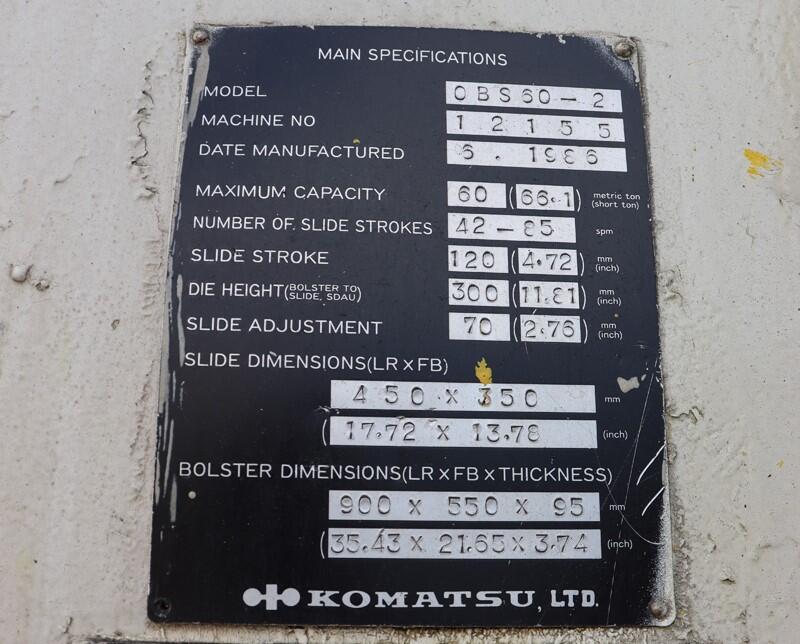 MAIN SPECIFICATIONS
MODEL OBS60-2
MACHINE NO 12155
DATE MANUFACTURED 6. 1986
MAXIMUM CAPACITY 60 (66.1) metric ton (short ton)
NUMBER OF SLIDE STROKES 42-85 spm
SLIDE STROKE 120 (4.72) mm (inch)
DIE HEIGHT (BOLSTER TO SLIDE, SDAU) 300 (11.81) mm (inch)
SLIDE ADJUSTMENT 70 (2.76) mm (inch)
SLIDE DIMENSIONS(LR x FB)
450 x 350 mm
(17.72 x 13.78 (inch)
BOLSTER DIMENSIONS(LR x FB x THICKNESS)
900 x 550 x 95 mm
(35.43 x 21.65 x 3.74 (inch)
KOMATSU, LTD.